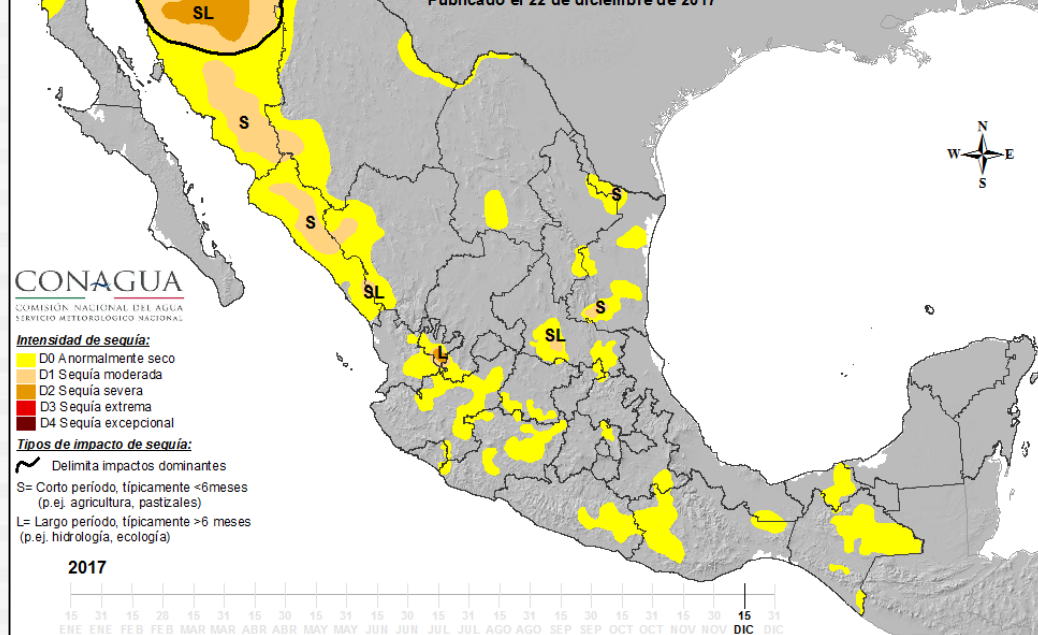 Publicado el 22 de diciembre de 2017
SL
S
S
S
SL
S
SL
L
N
W E
S
CONAGUA
COMISIÓN NACIONAL DEL AGUA
SERVICIO METEOROLÓGICO NACIONAL
Intensidad de sequía:
D0 Anormalmente seco
D1 Sequía moderada
D2 Sequía severa
D3 Sequía extrema
D4 Sequía excepcional
Tipos de impacto de sequía:
Delimita impactos dominantes
S= Corto período, típicamente <6meses
(p.ej. agricultura, pastizales)
L= Largo período, típicamente >6 meses
(p.ej. hidrología, ecología)
2017
15 31 15 28 15 31 15 30 15 31 15 30 15 31 15 31 15 30 15 31 15 30 15 31
ENE ENE FEB FEB MAR MAR ABR ABR MAY MAY JUN JUN JUL JUL AGO AGO SEP SEP OCT OCT NOV NOV DIC DIC